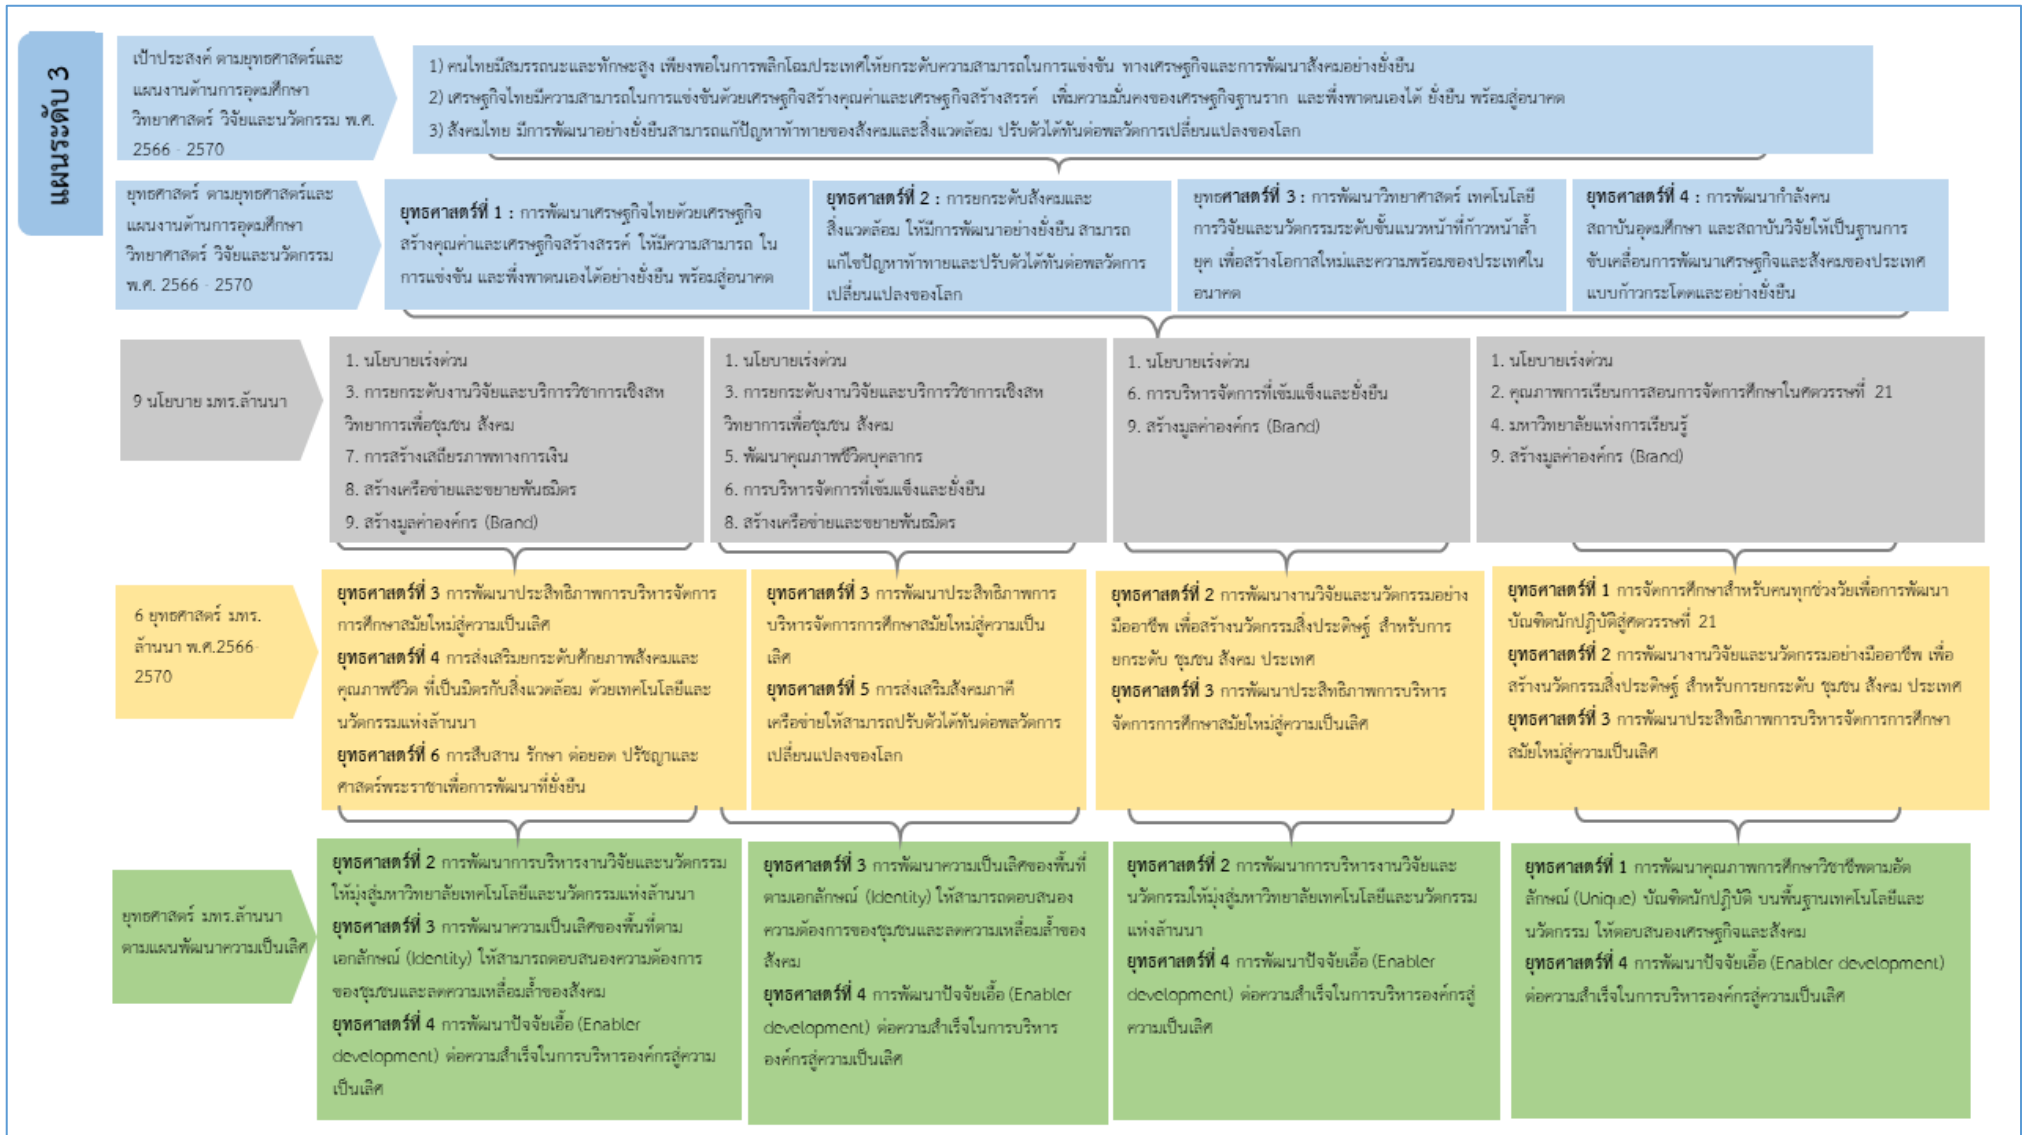 แผนระดับ 3
เป้าประสงค์ ตามยุทธศาสตร์และ
แผนงานด้านการอุดมศึกษา
วิทยาศาสตร์ วิจัยและนวัตกรรม พ.ศ.
2566 - 2570
1) คนไทยมีสมรรถนะและทักษะสูง เพียงพอในการพลิกโฉมประเทศให้ยกระดับความสามารถในการแข่งขัน ทางเศรษฐกิจและการพัฒนาสังคมอย่างยั่งยืน
2) เศรษฐกิจไทยมีความสามารถในการแข่งขันด้วยเศรษฐกิจสร้างคุณค่าและเศรษฐกิจสร้างสรรค์ เพิ่มความมั่นคงของเศรษฐกิจฐานราก และพึ่งพาตนเองได้ ยั่งยืน พร้อมสู่อนาคต
3) สังคมไทย มีการพัฒนาอย่างยั่งยืนสามารถแก้ปัญหาท้าทายของสังคมและสิ่งแวดล้อม ปรับตัวได้ทันต่อพลวัตการเปลี่ยนแปลงของโลก
ยุทธศาสตร์ ตามยุทธศาสตร์และ
แผนงานด้านการอุดมศึกษา
วิทยาศาสตร์ วิจัยและนวัตกรรม
พ.ศ. 2566 - 2570
ยุทธศาสตร์ที่ 1 : การพัฒนาเศรษฐกิจไทยด้วยเศรษฐกิจ
สร้างคุณค่าและเศรษฐกิจสร้างสรรค์ ให้มีความสามารถ ใน
การแข่งขัน และพึ่งพาตนเองได้อย่างยั่งยืน พร้อมสู่อนาคต
ยุทธศาสตร์ที่ 2 : การยกระดับสังคมและ
สิ่งแวดล้อม ให้มีการพัฒนาอย่างยั่งยืน สามารถ
แก้ไขปัญหาท้าทายและปรับตัวได้ทันต่อพลวัตการ
เปลี่ยนแปลงของโลก
ยุทธศาสตร์ที่ 3 : การพัฒนาวิทยาศาสตร์ เทคโนโลยี
การวิจัยและนวัตกรรมระดับขั้นแนวหน้าที่ก้าวหน้าล้ำ
ยุค เพื่อสร้างโอกาสใหม่และความพร้อมของประเทศใน
อนาคต
ยุทธศาสตร์ที่ 4 : การพัฒนากำลังคน
สถาบันอุดมศึกษา และสถาบันวิจัยให้เป็นฐานการ
ขับเคลื่อนการพัฒนาเศรษฐกิจและสังคมของประเทศ
แบบก้าวกระโดดและอย่างยั่งยืน
9 นโยบาย มทร.ล้านนา
1. นโยบายเร่งด่วน
3. การยกระดับงานวิจัยและบริการวิชาการเชิงสห
วิทยาการเพื่อชุมชน สังคม
7. การสร้างเสถียรภาพทางการเงิน
8. สร้างเครือข่ายและขยายพันธมิตร
9. สร้างมูลค่าองค์กร (Brand)
1. นโยบายเร่งด่วน
3. การยกระดับงานวิจัยและบริการวิชาการเชิงสห
วิทยาการเพื่อชุมชน สังคม
5. พัฒนาคุณภาพชีวิตบุคลากร
6. การบริหารจัดการที่เข้มแข็งและยั่งยืน
8. สร้างเครือข่ายและขยายพันธมิตร
1. นโยบายเร่งด่วน
6. การบริหารจัดการที่เข้มแข็งและยั่งยืน
9. สร้างมูลค่าองค์กร (Brand)
1. นโยบายเร่งด่วน
2. คุณภาพการเรียนการสอนการจัดการศึกษาในศตวรรษที่ 21
4. มหาวิทยาลัยแห่งการเรียนรู้
9. สร้างมูลค่าองค์กร (Brand)
6 ยุทธศาสตร์ มทร.
ล้านนา พ.ศ.2566-
2570
ยุทธศาสตร์ที่ 3 การพัฒนาประสิทธิภาพการบริหารจัดการ
การศึกษาสมัยใหม่สู่ความเป็นเลิศ
ยุทธศาสตร์ที่ 4 การส่งเสริมยกระดับศักยภาพสังคมและ
คุณภาพชีวิต ที่เป็นมิตรกับสิ่งแวดล้อม ด้วยเทคโนโลยีและ
นวัตกรรมแห่งล้านนา
ยุทธศาสตร์ที่ 6 การสืบสาน รักษา ต่อยอด ปรัชญาและ
ศาสตร์พระราชาเพื่อการพัฒนาที่ยั่งยืน
ยุทธศาสตร์ที่ 3 การพัฒนาประสิทธิภาพการ
บริหารจัดการการศึกษาสมัยใหม่สู่ความเป็น
เลิศ
ยุทธศาสตร์ที่ 5 การส่งเสริมสังคมภาคี
เครือข่ายให้สามารถปรับตัวได้ทันต่อพลวัตการ
เปลี่ยนแปลงของโลก
ยุทธศาสตร์ที่ 2 การพัฒนางานวิจัยและนวัตกรรมอย่าง
มืออาชีพ เพื่อสร้างนวัตกรรมสิ่งประดิษฐ์ สำหรับการ
ยกระดับ ชุมชน สังคม ประเทศ
ยุทธศาสตร์ที่ 3 การพัฒนาประสิทธิภาพการบริหาร
จัดการการศึกษาสมัยใหม่สู่ความเป็นเลิศ
ยุทธศาสตร์ที่ 1 การจัดการศึกษาสำหรับคนทุกช่วงวัยเพื่อการพัฒนา
บัณฑิตนักปฏิบัติสู่ศตวรรษที่ 21
ยุทธศาสตร์ที่ 2 การพัฒนางานวิจัยและนวัตกรรมอย่างมืออาชีพ เพื่อ
สร้างนวัตกรรมสิ่งประดิษฐ์ สำหรับการยกระดับ ชุมชน สังคม ประเทศ
ยุทธศาสตร์ที่ 3 การพัฒนาประสิทธิภาพการบริหารจัดการการศึกษา
สมัยใหม่สู่ความเป็นเลิศ
ยุทธศาสตร์ มทร.ล้านนา
ตามแผนพัฒนาความเป็นเลิศ
ยุทธศาสตร์ที่ 2 การพัฒนาการบริหารงานวิจัยและนวัตกรรม
ให้มุ่งสู่มหาวิทยาลัยเทคโนโลยีและนวัตกรรมแห่งล้านนา
ยุทธศาสตร์ที่ 3 การพัฒนาความเป็นเลิศของพื้นที่ตาม
เอกลักษณ์ (Identity) ให้สามารถตอบสนองความต้องการ
ของชุมชนและลดความเหลื่อมล้ำของสังคม
ยุทธศาสตร์ที่ 4 การพัฒนาปัจจัยเอื้อ (Enabler
development) ต่อความสำเร็จในการบริหารองค์กรสู่ความ
เป็นเลิศ
ยุทธศาสตร์ที่ 3 การพัฒนาความเป็นเลิศของพื้นที่
ตามเอกลักษณ์ (Identity) ให้สามารถตอบสนอง
ความต้องการของชุมชนและลดความเหลื่อมล้ำของ
สังคม
ยุทธศาสตร์ที่ 4 การพัฒนาปัจจัยเอื้อ (Enabler
development) ต่อความสำเร็จในการบริหาร
องค์กรสู่ความเป็นเลิศ
ยุทธศาสตร์ที่ 2 การพัฒนาการบริหารงานวิจัยและ
นวัตกรรมให้มุ่งสู่มหาวิทยาลัยเทคโนโลยีและนวัตกรรม
แห่งล้านนา
ยุทธศาสตร์ที่ 4 การพัฒนาปัจจัยเอื้อ (Enabler
development) ต่อความสำเร็จในการบริหารองค์กรสู่
ความเป็นเลิศ
ยุทธศาสตร์ที่ 1 การพัฒนาคุณภาพการศึกษาวิชาชีพตามอัต
ลักษณ์ (Unique) บัณฑิตนักปฏิบัติ บนพื้นฐานเทคโนโลยีและ
นวัตกรรม ให้ตอบสนองเศรษฐกิจและสังคม
ยุทธศาสตร์ที่ 4 การพัฒนาปัจจัยเอื้อ (Enabler development)
ต่อความสำเร็จในการบริหารองค์กรสู่ความเป็นเลิศ